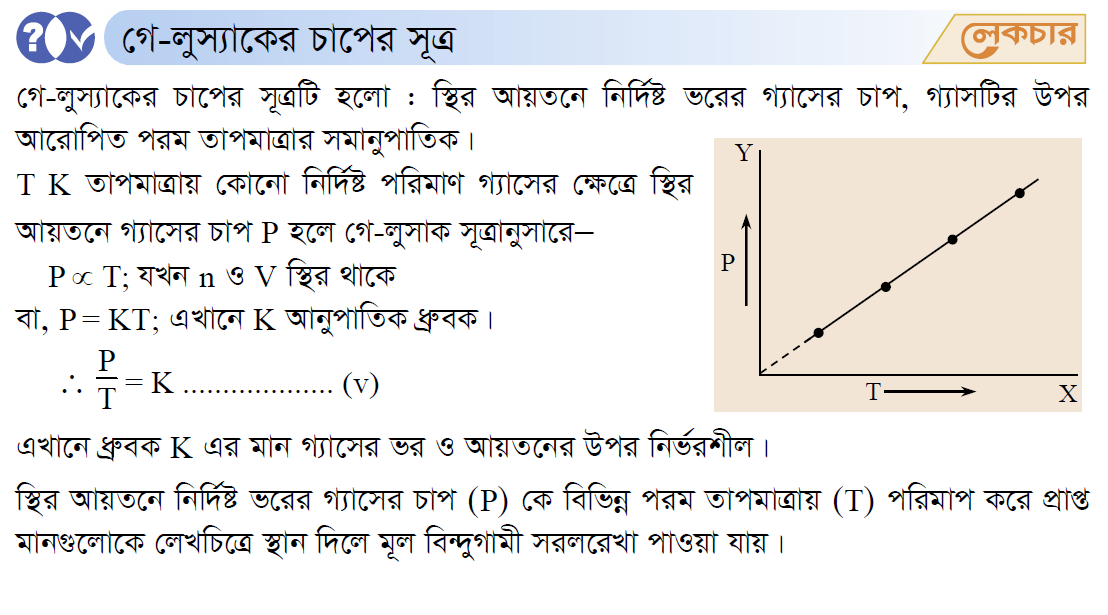 গে-লুস্যাকের চাপের সূত্র
লেকচার
গে-লুস্যাকের চাপের সূত্রটি হলো : স্থির আয়তনে নির্দিষ্ট ভরের গ্যাসের চাপ, গ্যাসটির উপর
আরোপিত পরম তাপমাত্রার সমানুপাতিক।
T K তাপমাত্রায় কোনো নির্দিষ্ট পরিমাণ গ্যাসের ক্ষেত্রে স্থির
আয়তনে গ্যাসের চাপ P হলে গে-লুসাক সূত্রানুসারে–
P ∝ T; যখন n ও V স্থির থাকে
বা, P = KT; এখানে K আনুপাতিক ধ্রুবক।
∴ P/T = K ................... (v)
Y
P
T
X
এখানে ধ্রুবক K এর মান গ্যাসের ভর ও আয়তনের উপর নির্ভরশীল।
স্থির আয়তনে নির্দিষ্ট ভরের গ্যাসের চাপ (P) কে বিভিন্ন পরম তাপমাত্রায় (T) পরিমাপ করে প্রাপ্ত
মানগুলোকে লেখচিত্রে স্থান দিলে মূল বিন্দুগামী সরলরেখা পাওয়া যায়।